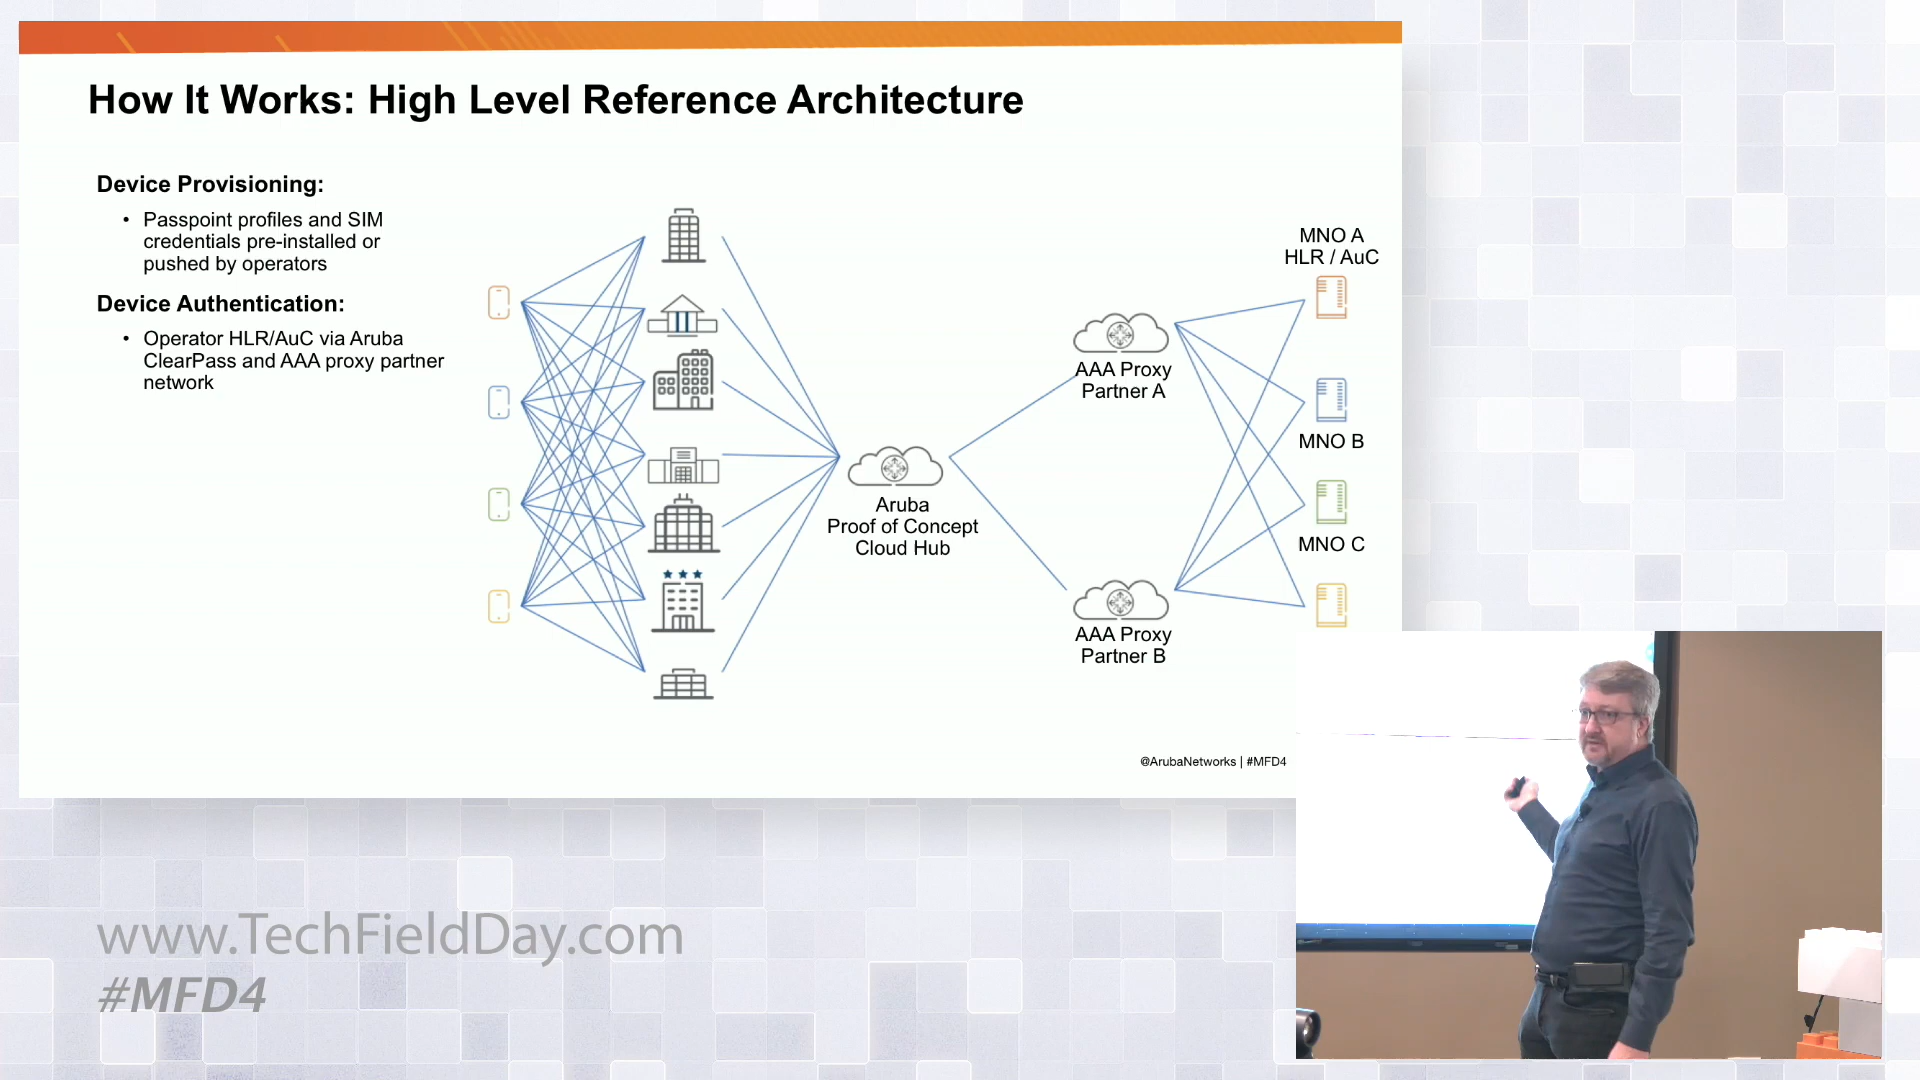 How It Works: High Level Reference Architecture
Device Provisioning:
• Passpoint profiles and SIM
credentials pre-installed or
pushed by operators
Device Authentication:
• Operator HLR/AuC via Aruba
ClearPass and AAA proxy partner
network
Aruba
Proof of Concept
Cloud Hub
AAA Proxy
Partner A
AAA Proxy
Partner B
MNO A
HLR / AuC
MNO B
MNO C
@ArubaNetworks | #MFD4
www.TechFieldDay.com
#MFD4